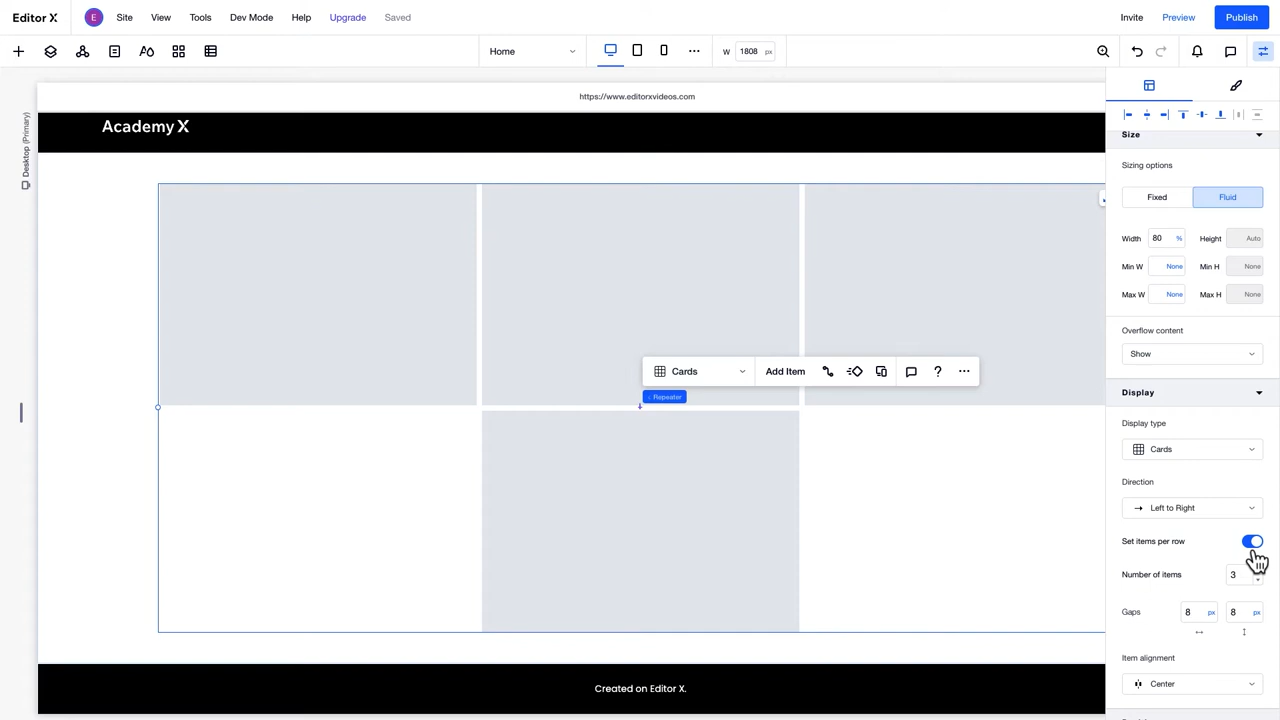 Editor X
E
Site
View
Tools
Dev Mode
Help
Upgrade
Saved
Invite
Preview
Publish
Home
W 1808 px
https://www.editorxvideos.com
Desktop (Primary)
Academy X
Size
Sizing options
Fixed
Fluid
Width 80 % Height Auto
Min W None Min H None
Max W None Max H None
Overflow content
Show
Cards
Add Item
?
‹ Repeater
Display
Display type
Cards
Direction
Left to Right
Set items per row
Number of items 3
Gaps 8 px 8 px
Item alignment
Center
Created on Editor X.